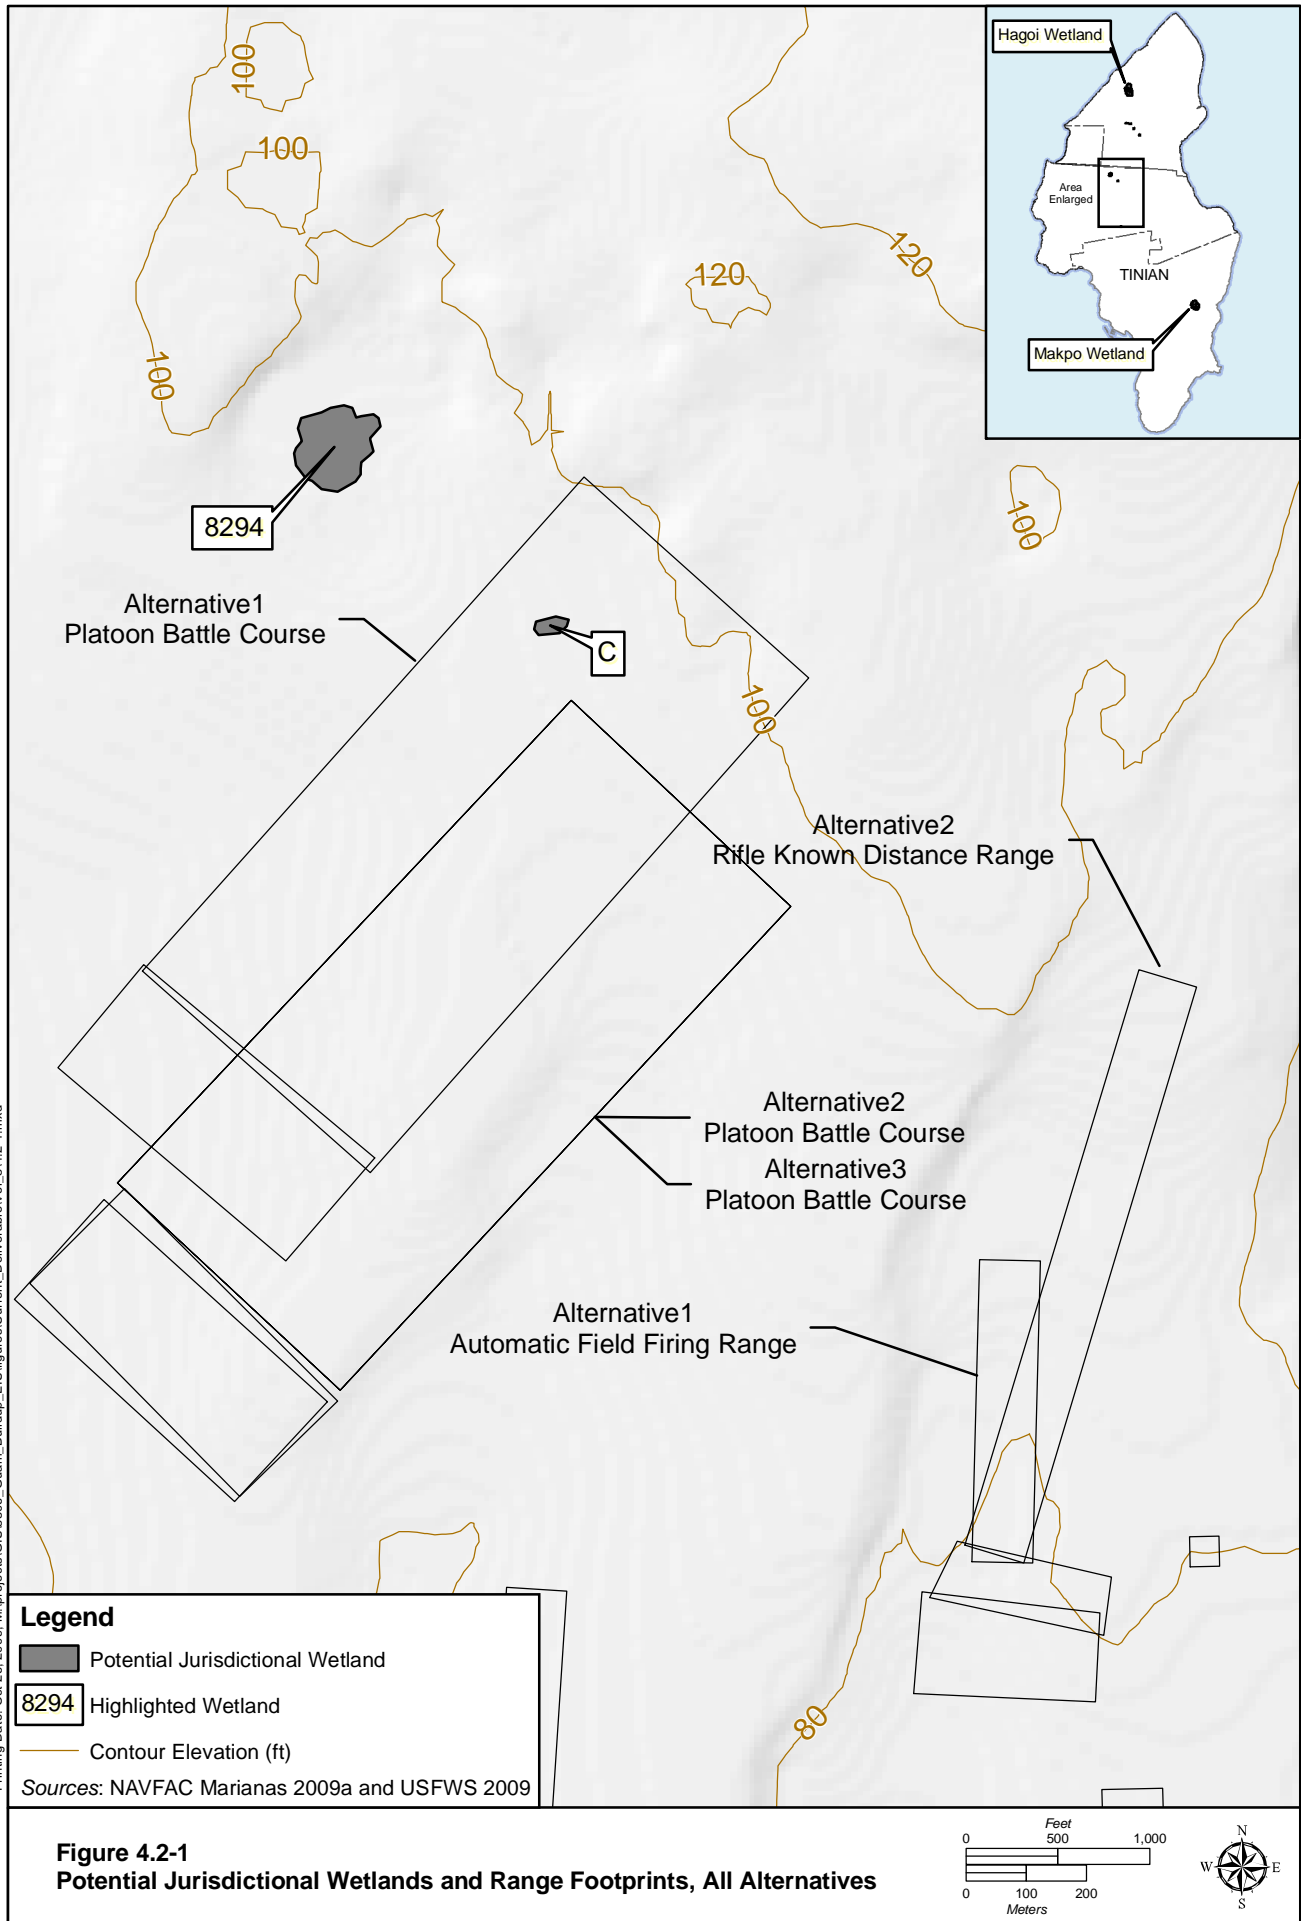 100
100
100
120
120
100
100
80
Hagoi Wetland
Area
Enlarged
TINIAN
Makpo Wetland
8294
C
Alternative1
Platoon Battle Course
Alternative2
Rifle Known Distance Range
Alternative2
Platoon Battle Course
Alternative3
Platoon Battle Course
Alternative1
Automatic Field Firing Range
Legend
Potential Jurisdictional Wetland
8294 Highlighted Wetland
Contour Elevation (ft)
Sources: NAVFAC Marianas 2009a and USFWS 2009
Figure 4.2-1
Potential Jurisdictional Wetlands and Range Footprints, All Alternatives
Feet
0 500 1,000
0 100 200
Meters
N
W E
S